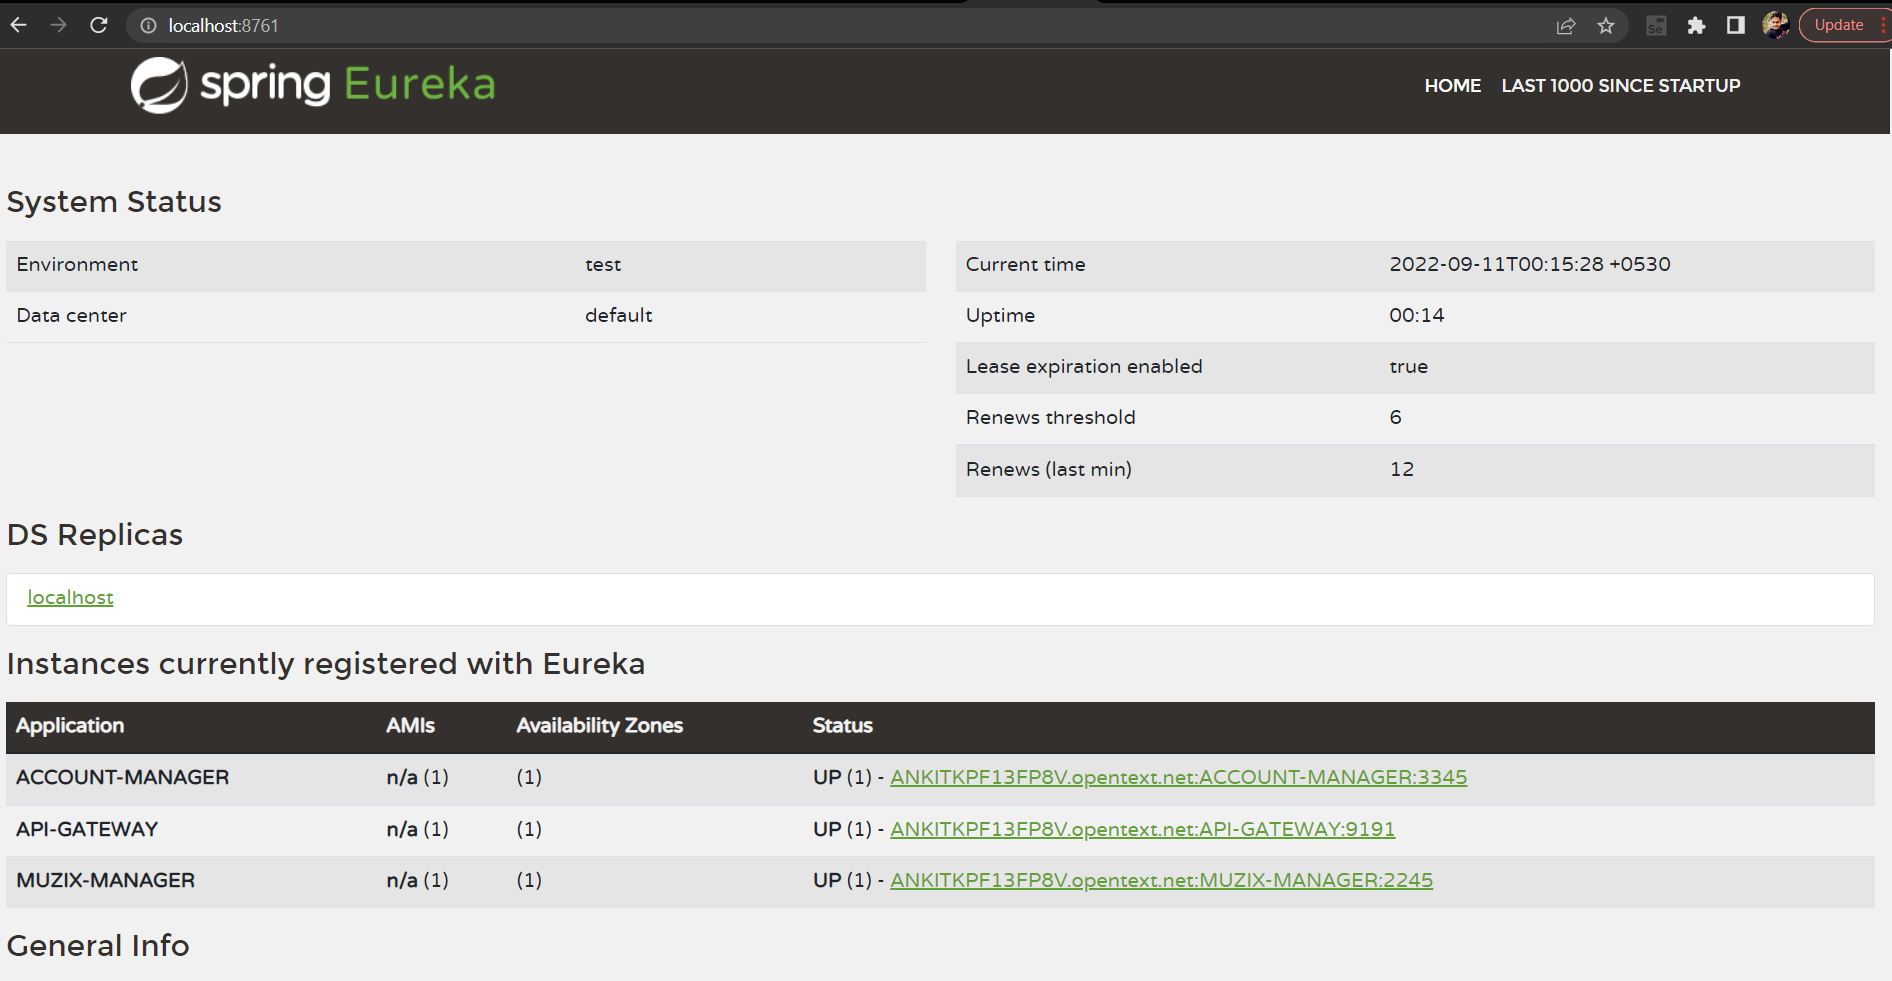 localhost:8761
Update
spring Eureka
HOME LAST 1000 SINCE STARTUP
System Status
Environment test
Data center default
Current time 2022-09-11T00:15:28 +0530
Uptime 00:14
Lease expiration enabled true
Renews threshold 6
Renews (last min) 12
DS Replicas
localhost
Instances currently registered with Eureka
Application AMIs Availability Zones Status
ACCOUNT-MANAGER n/a (1) (1) UP (1) - ANKITKPF13FP8V.opentext.net:ACCOUNT-MANAGER:3345
API-GATEWAY n/a (1) (1) UP (1) - ANKITKPF13FP8V.opentext.net:API-GATEWAY:9191
MUZIX-MANAGER n/a (1) (1) UP (1) - ANKITKPF13FP8V.opentext.net:MUZIX-MANAGER:2245
General Info